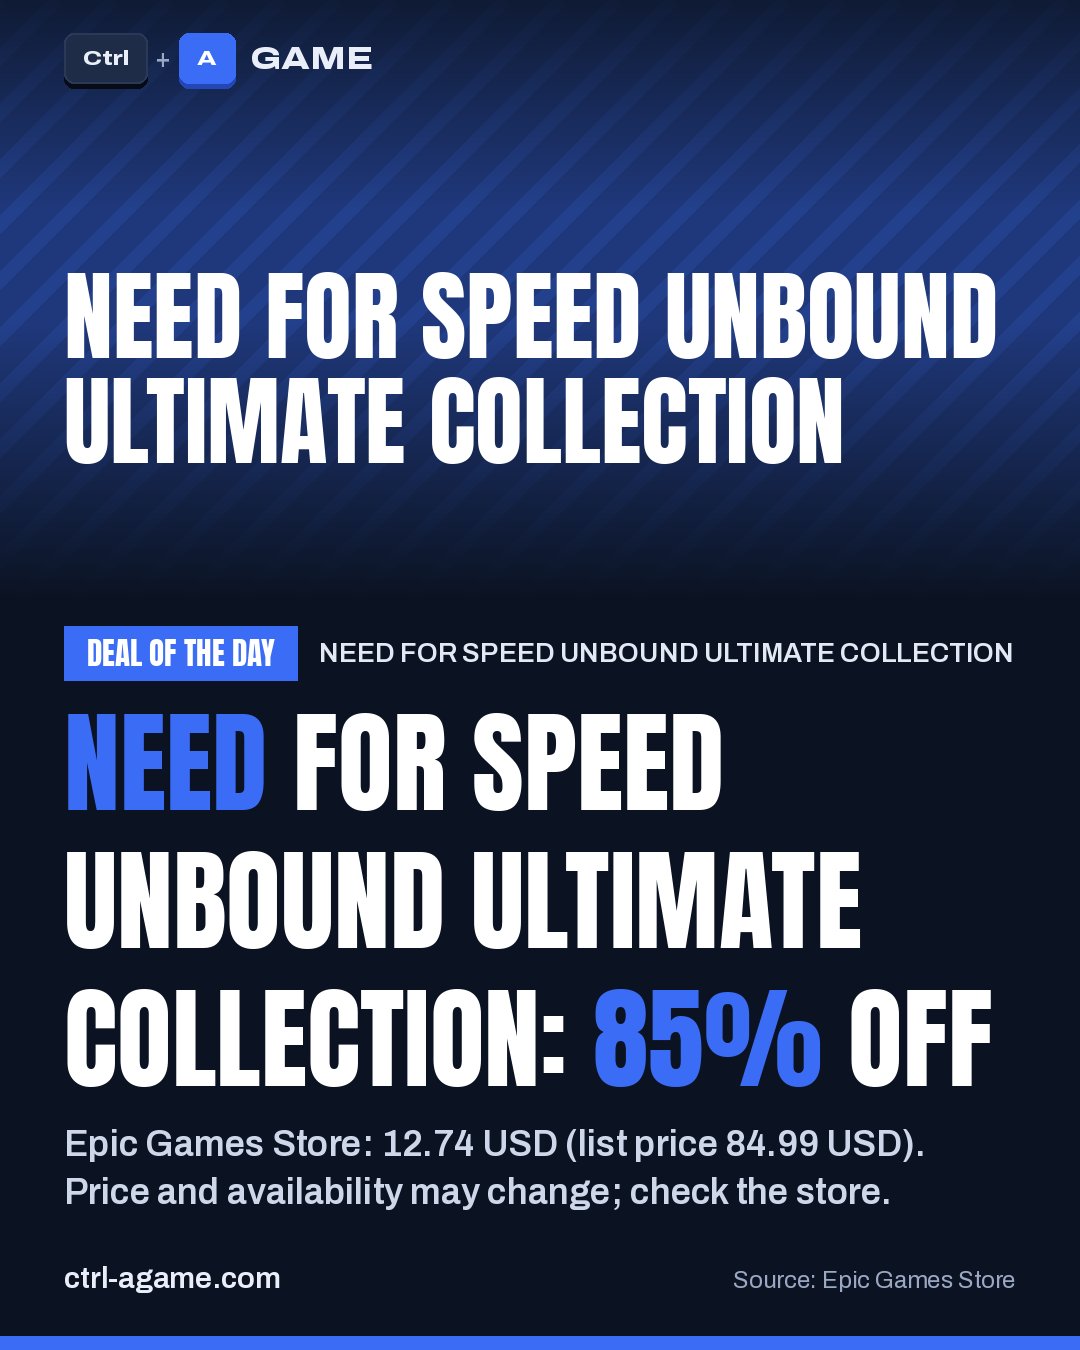 Ctrl + A GAME
NEED FOR SPEED UNBOUND
ULTIMATE COLLECTION
DEAL OF THE DAY NEED FOR SPEED UNBOUND ULTIMATE COLLECTION
NEED FOR SPEED
UNBOUND ULTIMATE
COLLECTION: 85% OFF
Epic Games Store: 12.74 USD (list price 84.99 USD).
Price and availability may change; check the store.
ctrl-agame.com Source: Epic Games Store